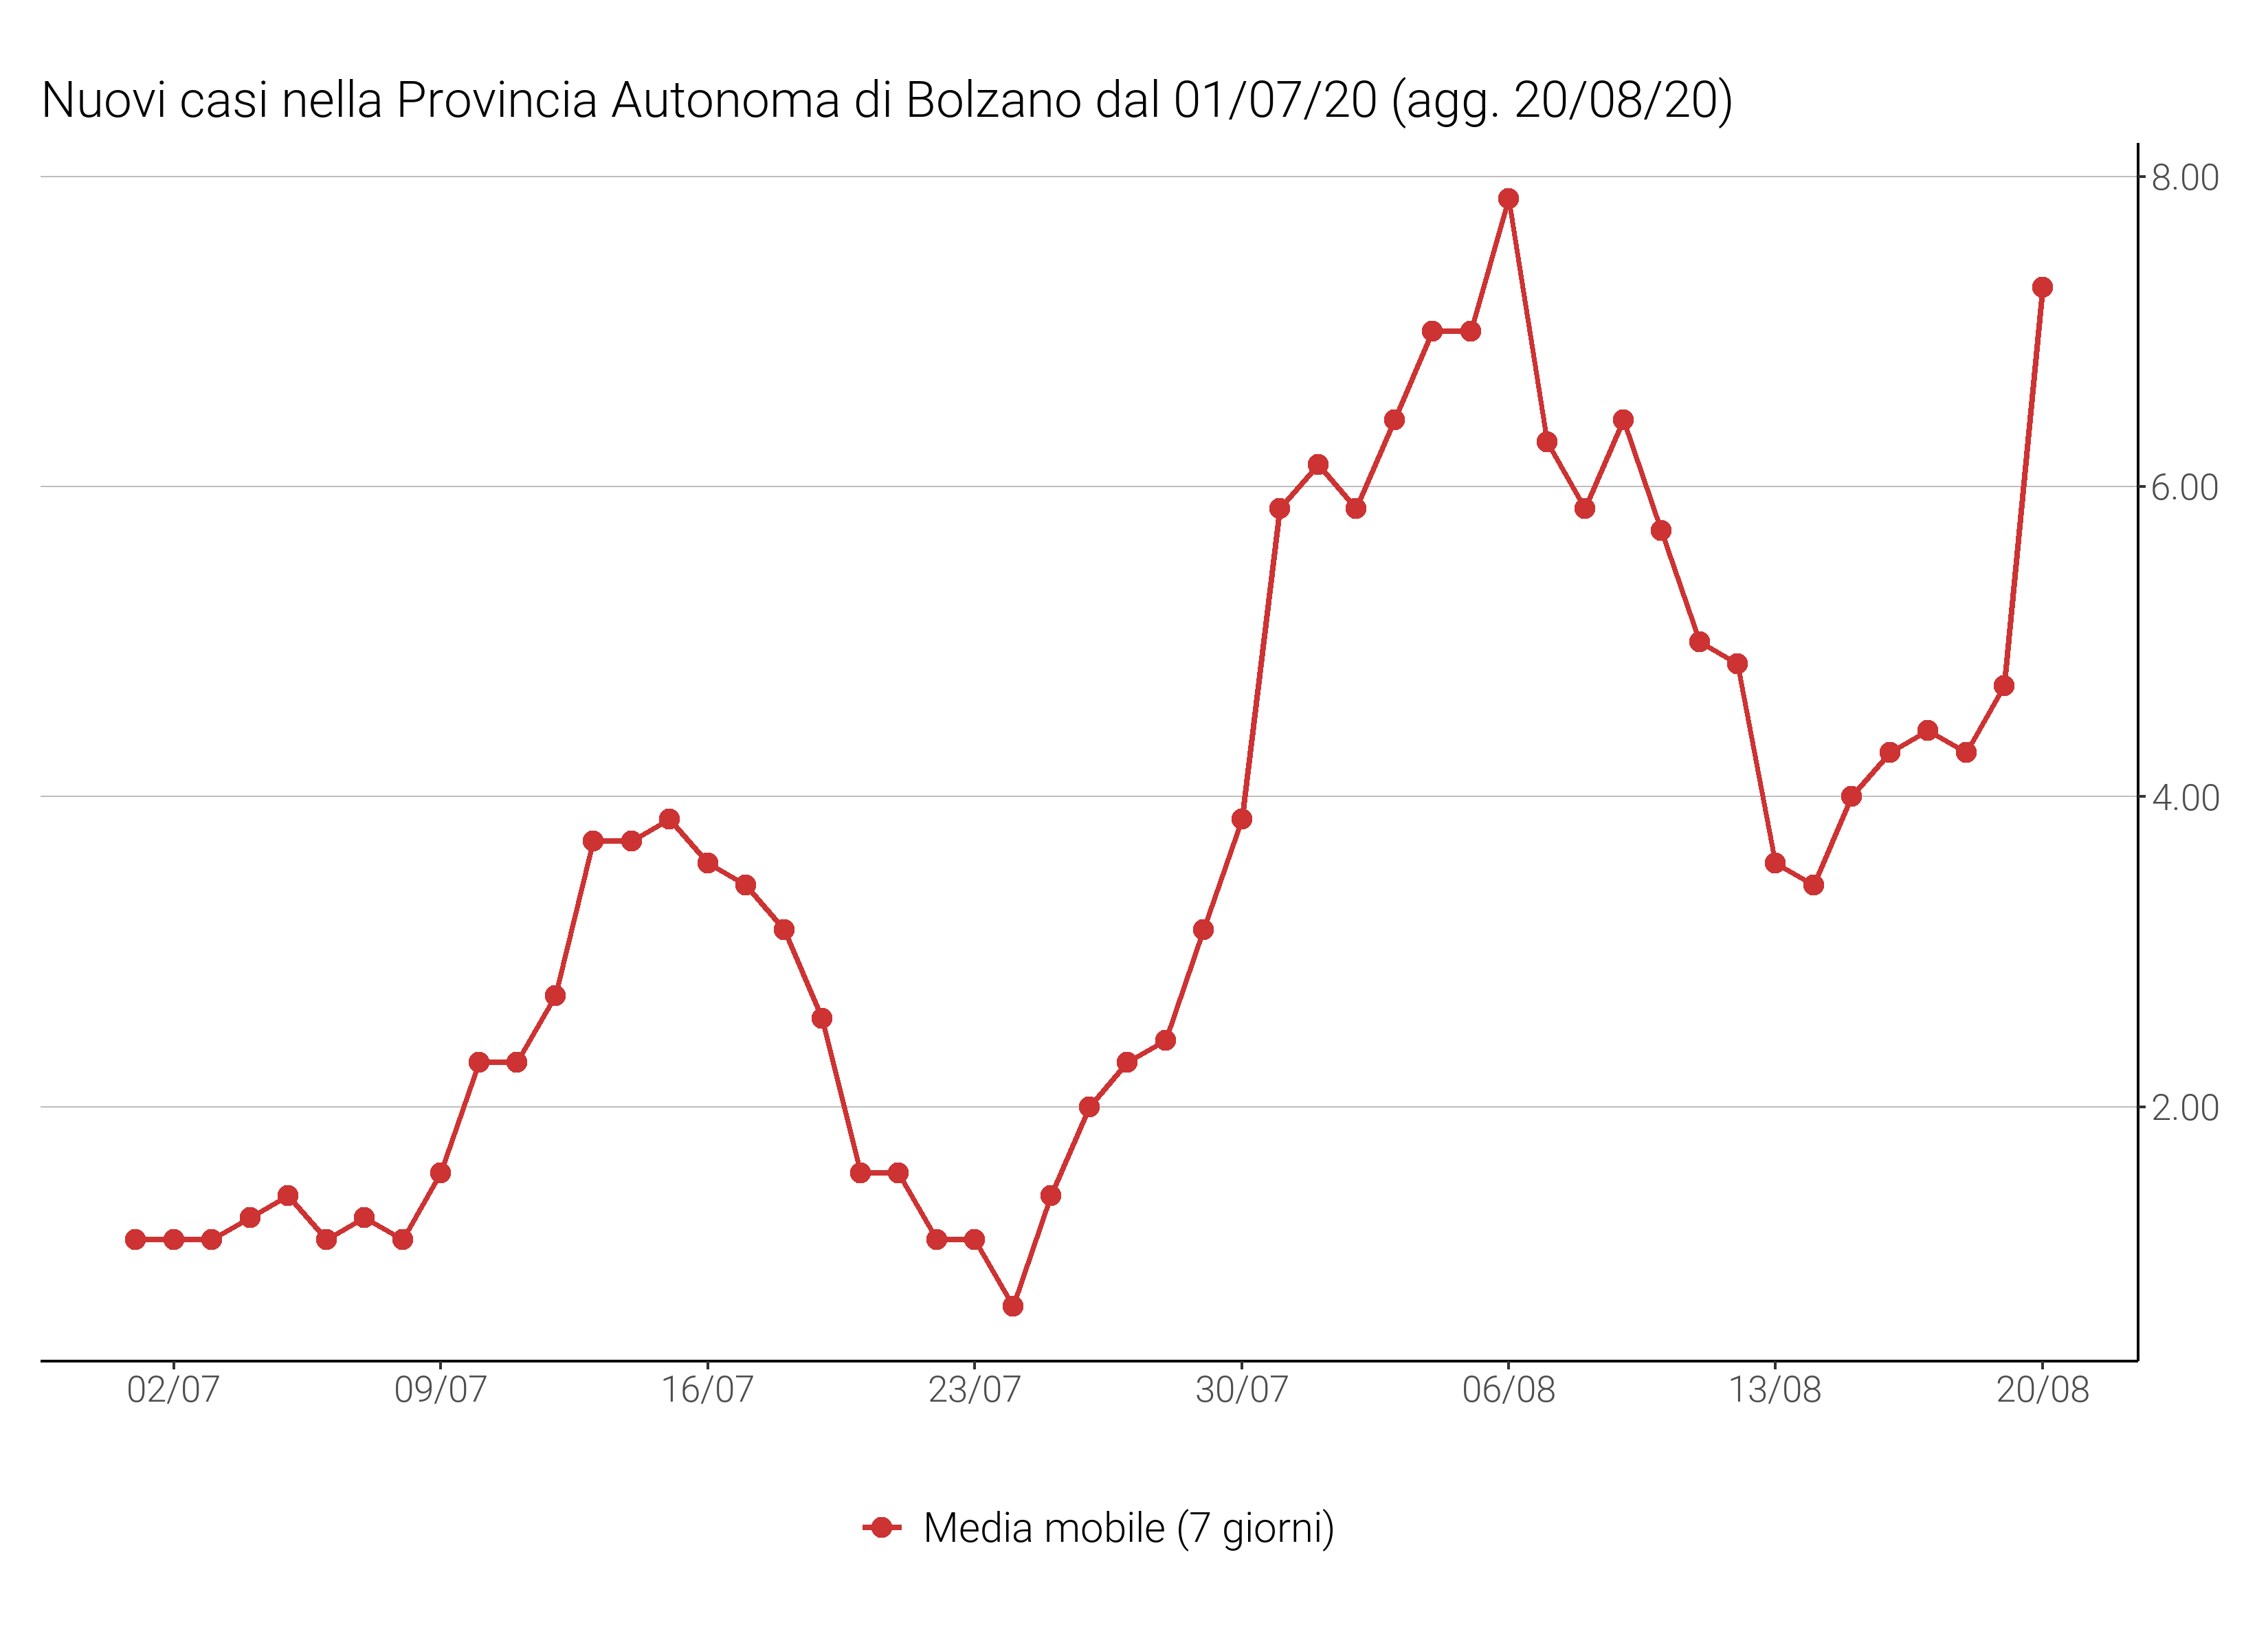 Nuovi casi nella Provincia Autonoma di Bolzano dal 01/07/20 (agg. 20/08/20)
8.00
6.00
4.00
2.00
02/07 09/07 16/07 23/07 30/07 06/08 13/08 20/08
Media mobile (7 giorni)